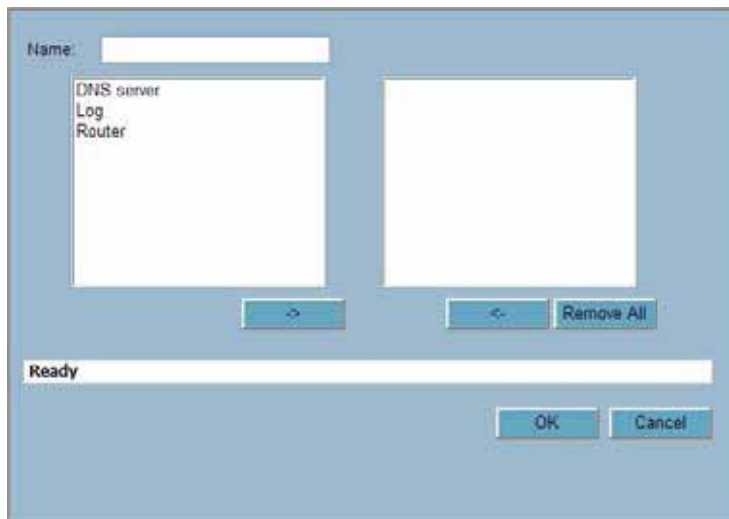 Name:
DNS server
Log
Router
->
<-
Remove All
Ready
OK
Cancel